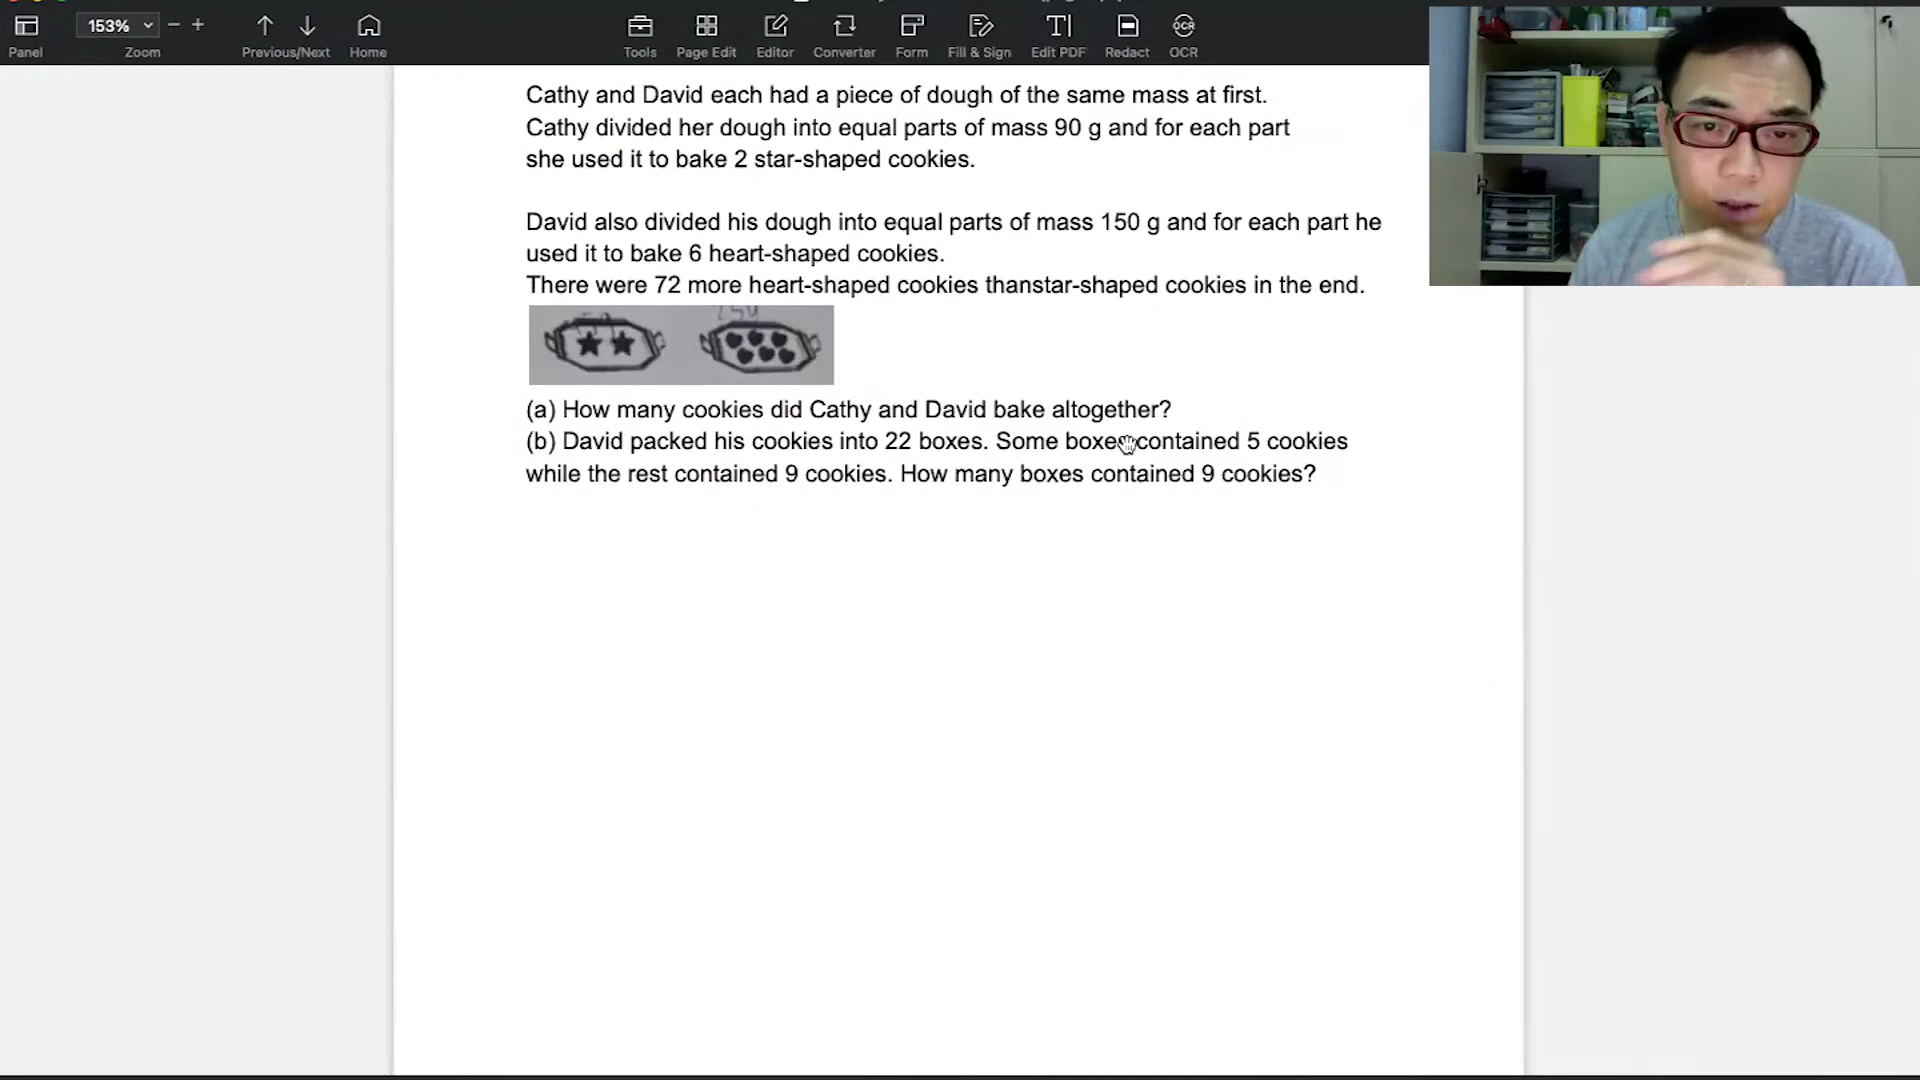 153%
Panel
Zoom
Previous/Next
Home
Tools
Page Edit
Editor
Converter
Form
Fill & Sign
Edit PDF
Redact
OCR
OCR
Cathy and David each had a piece of dough of the same mass at first.
Cathy divided her dough into equal parts of mass 90 g and for each part
she used it to bake 2 star-shaped cookies.
David also divided his dough into equal parts of mass 150 g and for each part he
used it to bake 6 heart-shaped cookies.
There were 72 more heart-shaped cookies thanstar-shaped cookies in the end.
(a) How many cookies did Cathy and David bake altogether?
(b) David packed his cookies into 22 boxes. Some boxes contained 5 cookies
while the rest contained 9 cookies. How many boxes contained 9 cookies?